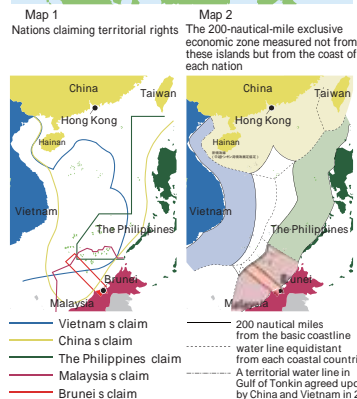 Map 1
Nations claiming territorial rights
China
Taiwan
Hong Kong
Hainan
Vietnam
The Philippines
Brunei
Malaysia
Vietnam s claim
China s claim
The Philippines claim
Malaysia s claim
Brunei s claim
Map 2
The 200-nautical-mile exclusive
economic zone measured not from
these islands but from the coast of
each nation
China
Taiwan
Hong Kong
Hainan
Vietnam
The Philippines
Brunei
Malaysia
200 nautical miles
from the basic coastline
water line equidistant
from each coastal countri
A territorial water line in
Gulf of Tonkin agreed upo
by China and Vietnam in 2